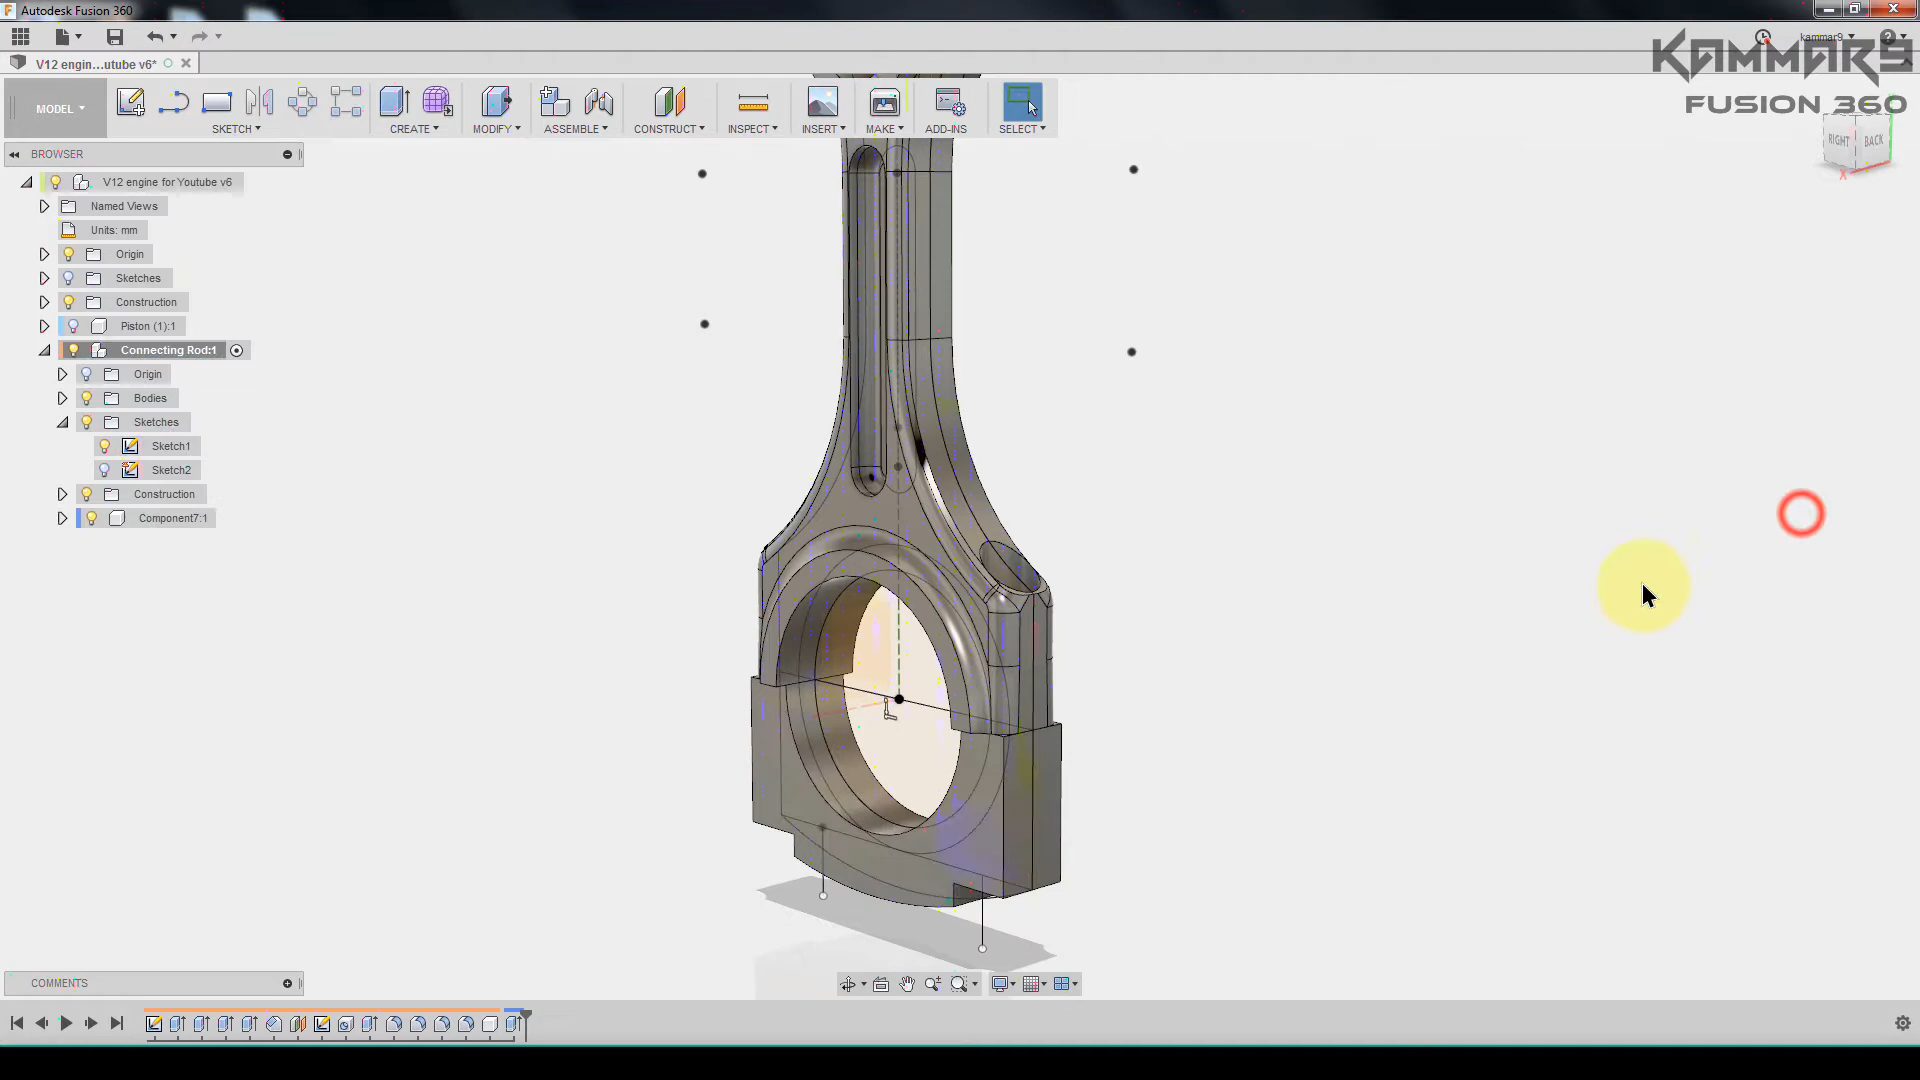 Autodesk Fusion 360
kammar9
V12 engin...utube v6*
KAMMAR9
FUSION 360
MODEL
SKETCH
CREATE
MODIFY
ASSEMBLE
CONSTRUCT
INSPECT
INSERT
MAKE
ADD-INS
SELECT
RIGHT
BACK
X
BROWSER
V12 engine for Youtube v6
Named Views
Units: mm
Origin
Sketches
Construction
Piston (1):1
Connecting Rod:1
Origin
Bodies
Sketches
Sketch1
Sketch2
Construction
Component7:1
COMMENTS